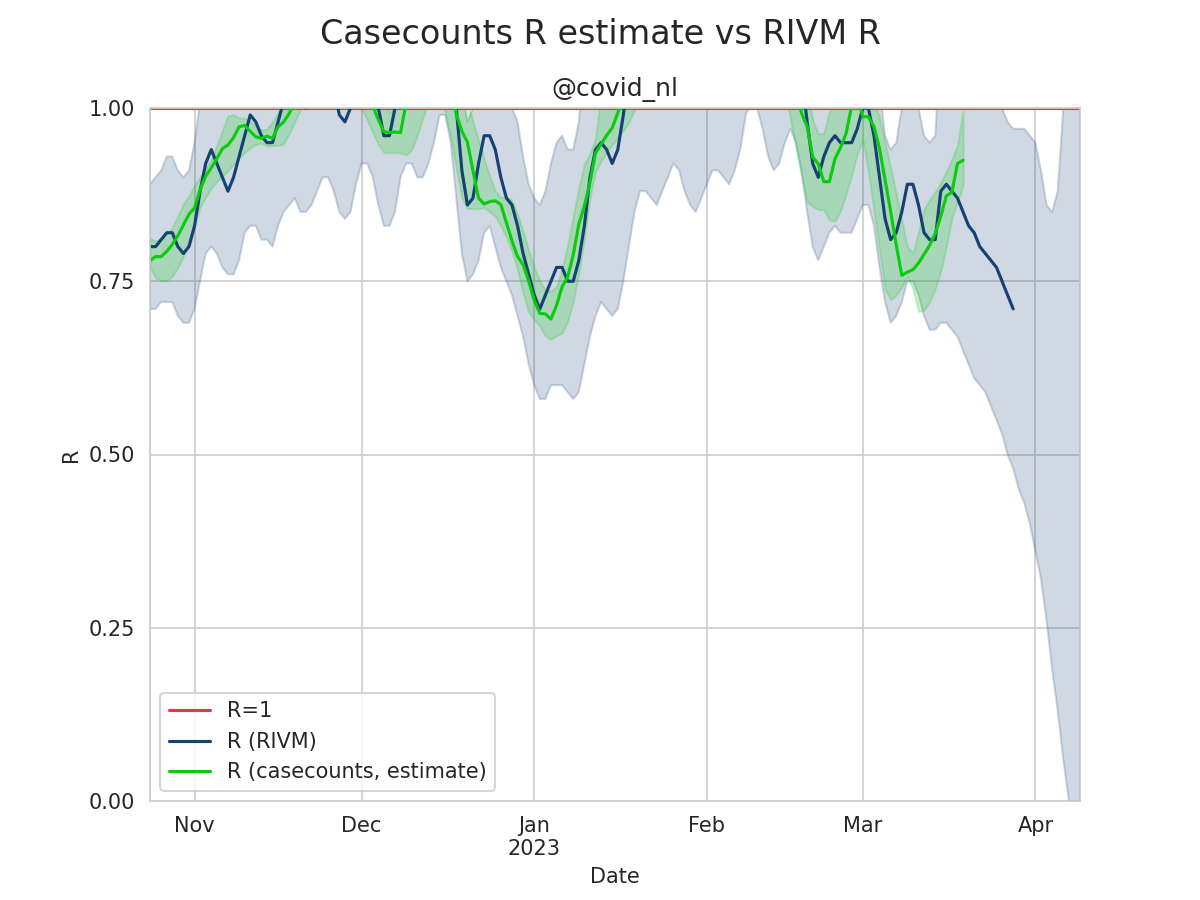 Casecounts R estimate vs RIVM R
@covid_nl
1.00
0.75
0.50
0.25
0.00
R
R=1
R (RIVM)
R (casecounts, estimate)
Nov
Dec
Jan
2023
Feb
Mar
Apr
Date